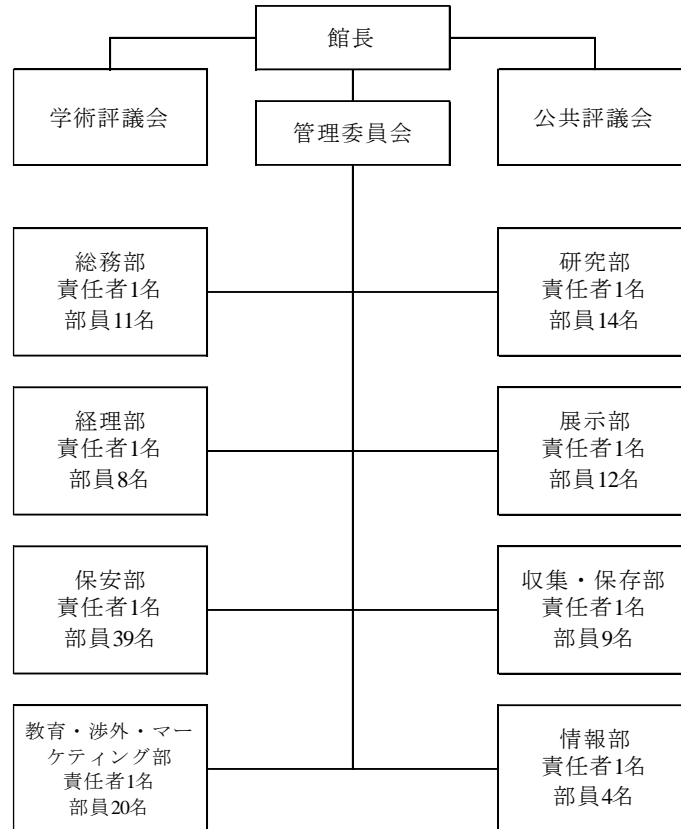 館長
学術評議会
管理委員会
公共評議会
総務部
責任者1名
部員11名
研究部
責任者1名
部員14名
経理部
責任者1名
部員8名
展示部
責任者1名
部員12名
保安部
責任者1名
部員39名
収集・保存部
責任者1名
部員9名
教育・渉外・マー
ケティング部
責任者1名
部員20名
情報部
責任者1名
部員4名